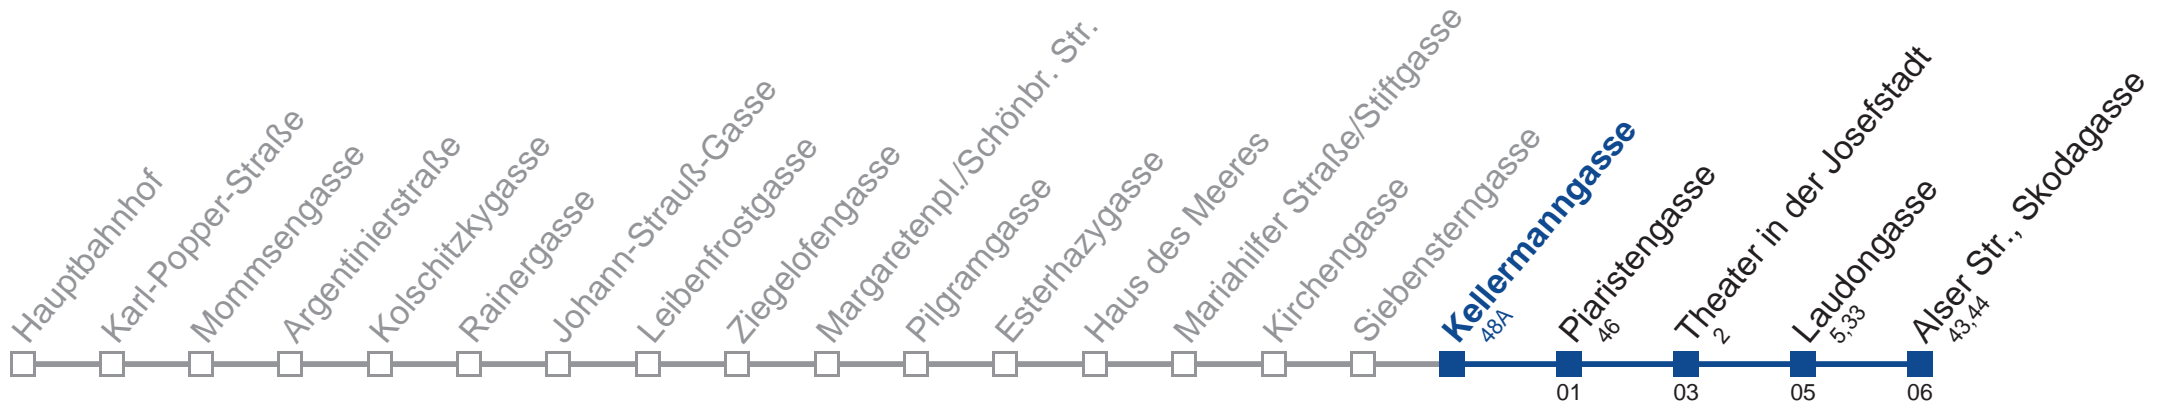 Hauptbahnhof
Karl-Popper-Straße
Mommsengasse
Argentinierstraße
Kolschitzkygasse
Rainergasse
Johann-Strauß-Gasse
Leibenfrostgasse
Ziegelofengasse
Margaretenpl./Schönbr. Str.
Pilgramgasse
Esterhazygasse
Haus des Meeres
Mariahilfer Straße/Stiftgasse
Kirchengasse
Siebensterngasse
Kellermanngasse
48A
Piaristengasse
46
Theater in der Josefstadt
2
Laudongasse
5,33
Alser Str., Skodagasse
43,44
01 03 05 06